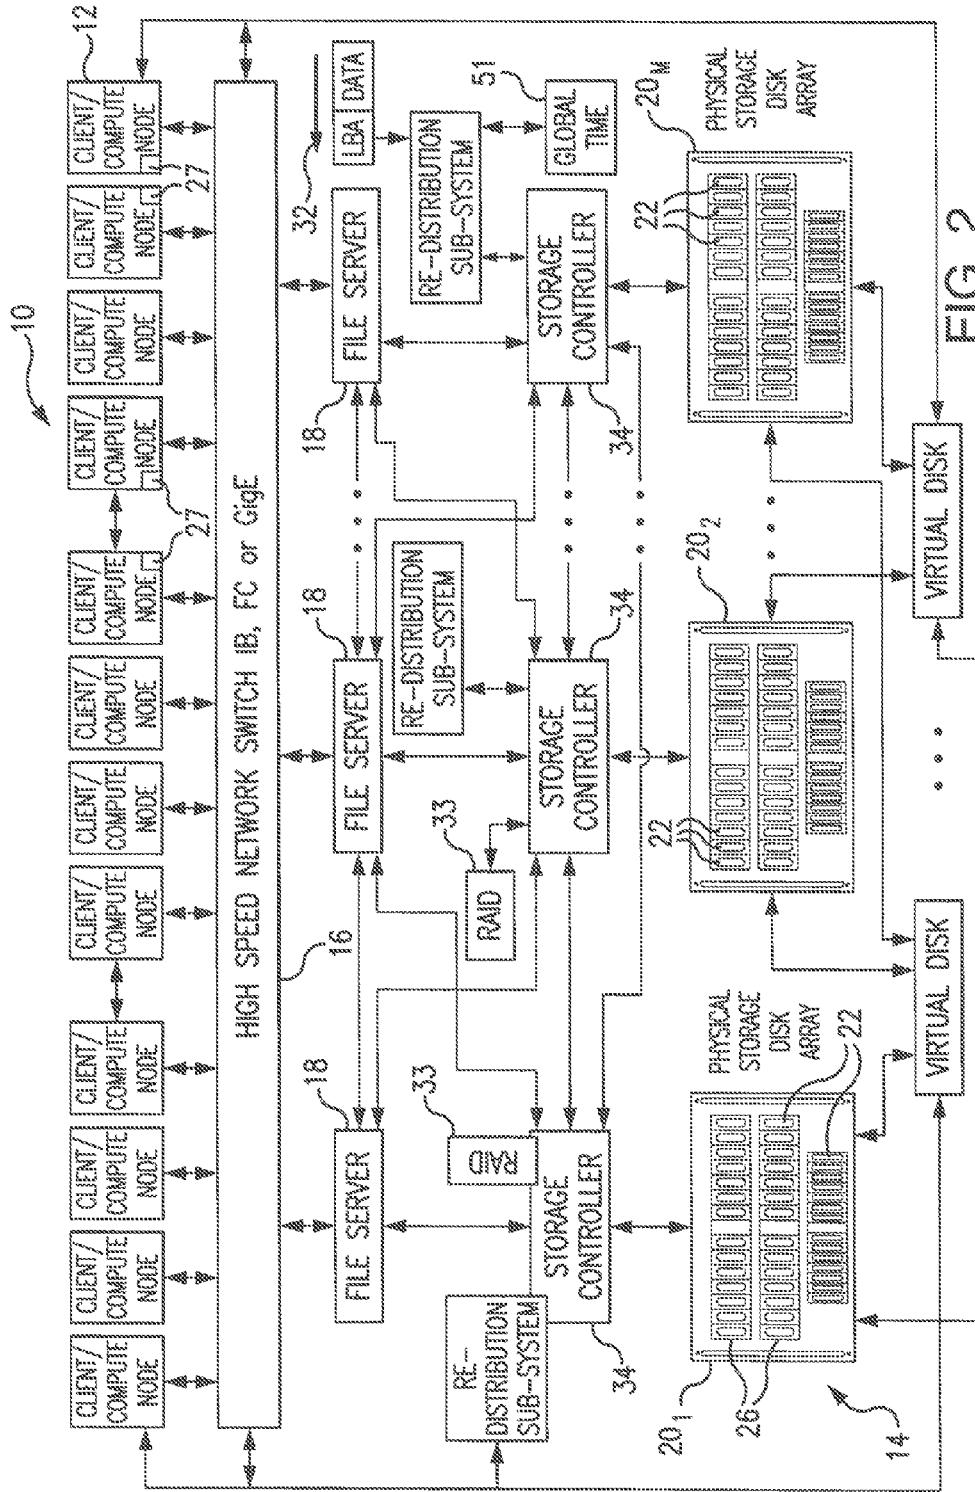 10
12
CLIENT/
COMPUTE
NODE
CLIENT/
COMPUTE
NODE
CLIENT/
COMPUTE
NODE
CLIENT/
COMPUTE
NODE
CLIENT/
COMPUTE
NODE
CLIENT/
COMPUTE
NODE
CLIENT/
COMPUTE
NODE
CLIENT/
COMPUTE
NODE
CLIENT/
COMPUTE
NODE
CLIENT/
COMPUTE
NODE
CLIENT/
COMPUTE
NODE
CLIENT/
COMPUTE
NODE
27
27
27
HIGH SPEED NETWORK SWITCH IB, FC or GigE
16
32
LBA DATA
18
FILE SERVER
18
FILE SERVER
18
FILE SERVER
RE-DISTRIBUTION
SUB-SYSTEM
51
GLOBAL
TIME
RE-DISTRIBUTION
SUB-SYSTEM
33
RAID
33
RAID
RE-
DISTRIBUTION
SUB-SYSTEM
STORAGE
CONTROLLER
34
STORAGE
CONTROLLER
34
STORAGE
CONTROLLER
34
20₁
26
22
PHYSICAL
STORAGE
DISK
ARRAY
20₂
22
20M
22
PHYSICAL
STORAGE
DISK
ARRAY
14
VIRTUAL DISK
VIRTUAL DISK
FIG. 2